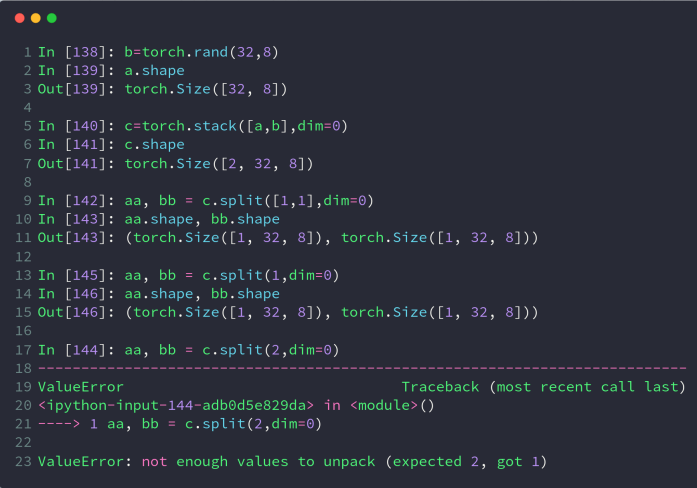 1 In [138]: b=torch.rand(32,8)
2 In [139]: a.shape
3 Out[139]: torch.Size([32, 8])
4
5 In [140]: c=torch.stack([a,b],dim=0)
6 In [141]: c.shape
7 Out[141]: torch.Size([2, 32, 8])
8
9 In [142]: aa, bb = c.split([1,1],dim=0)
10 In [143]: aa.shape, bb.shape
11 Out[143]: (torch.Size([1, 32, 8]), torch.Size([1, 32, 8]))
12
13 In [145]: aa, bb = c.split(1,dim=0)
14 In [146]: aa.shape, bb.shape
15 Out[146]: (torch.Size([1, 32, 8]), torch.Size([1, 32, 8]))
16
17 In [144]: aa, bb = c.split(2,dim=0)
18 ---------------------------------------------------------------------------
19 ValueError                                Traceback (most recent call last)
20 <ipython-input-144-adb0d5e829da> in <module>()
21 ----> 1 aa, bb = c.split(2,dim=0)
22
23 ValueError: not enough values to unpack (expected 2, got 1)